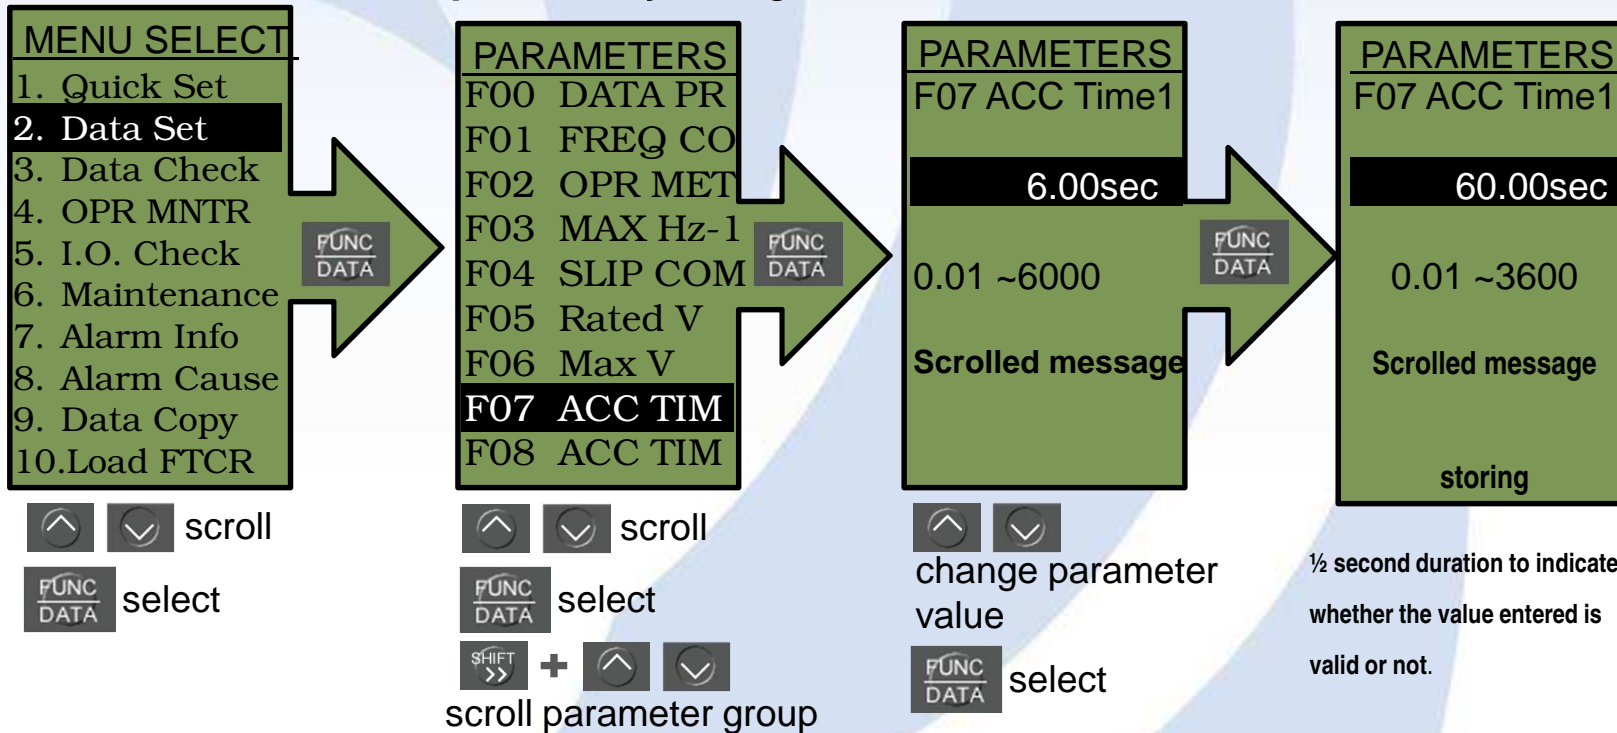 MENU SELECT
1. Quick Set
2. Data Set
3. Data Check
4. OPR MNTR
5. I.O. Check
6. Maintenance
7. Alarm Info
8. Alarm Cause
9. Data Copy
10.Load FTCR
FUNC
DATA
scroll
FUNC
DATA
select
PARAMETERS
F00 DATA PR
F01 FREQ CO
F02 OPR MET
F03 MAX Hz-1
F04 SLIP COM
F05 Rated V
F06 Max V
F07 ACC TIM
F08 ACC TIM
FUNC
DATA
scroll
FUNC
DATA
select
SHIFT
>> +
scroll parameter group
PARAMETERS
F07 ACC Time1
6.00sec
0.01 ~6000
Scrolled message
FUNC
DATA
change parameter
value
FUNC
DATA
select
PARAMETERS
F07 ACC Time1
60.00sec
0.01 ~3600
Scrolled message
storing
½ second duration to indicate
whether the value entered is
valid or not.